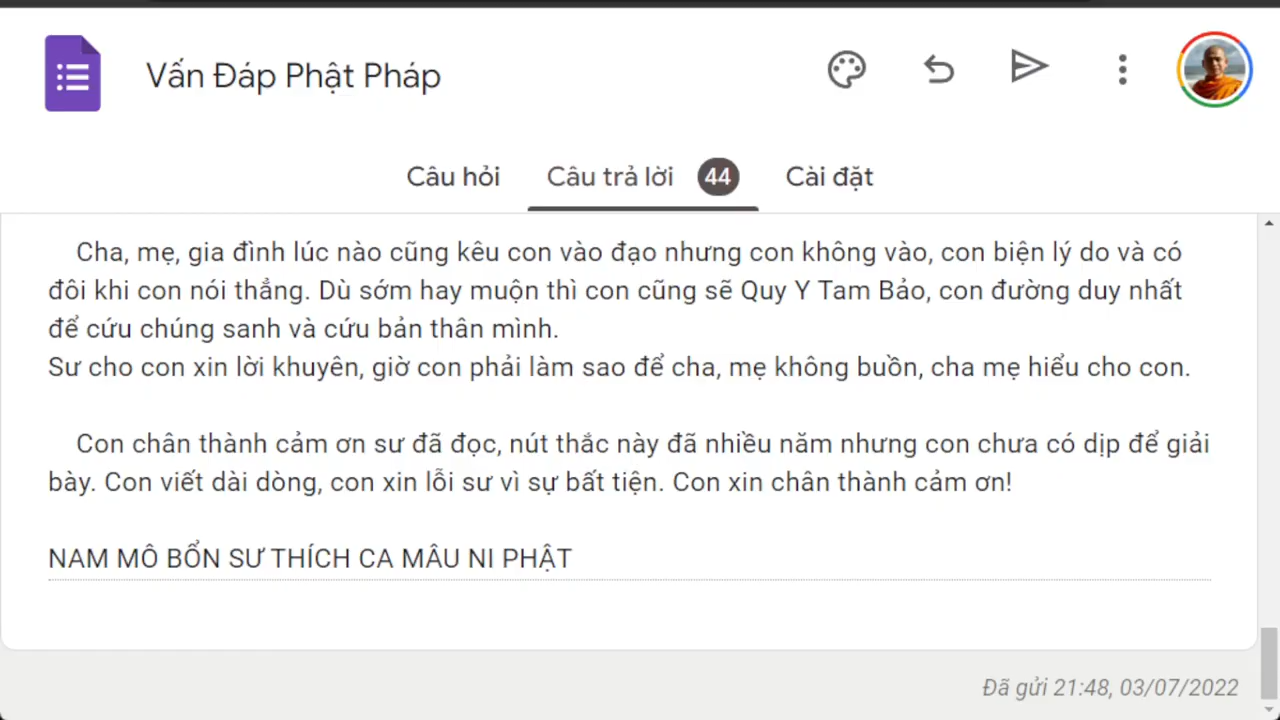 Vấn Đáp Phật Pháp
Câu hỏi
Câu trả lời
44
Cài đặt
Cha, mẹ, gia đình lúc nào cũng kêu con vào đạo nhưng con không vào, con biện lý do và có
đôi khi con nói thẳng. Dù sớm hay muộn thì con cũng sẽ Quy Y Tam Bảo, con đường duy nhất
để cứu chúng sanh và cứu bản thân mình.
Sư cho con xin lời khuyên, giờ con phải làm sao để cha, mẹ không buồn, cha mẹ hiểu cho con.
Con chân thành cảm ơn sư đã đọc, nút thắc này đã nhiều năm nhưng con chưa có dịp để giải
bày. Con viết dài dòng, con xin lỗi sư vì sự bất tiện. Con xin chân thành cảm ơn!
NAM MÔ BỔN SƯ THÍCH CA MÂU NI PHẬT
Đã gửi 21:48, 03/07/2022